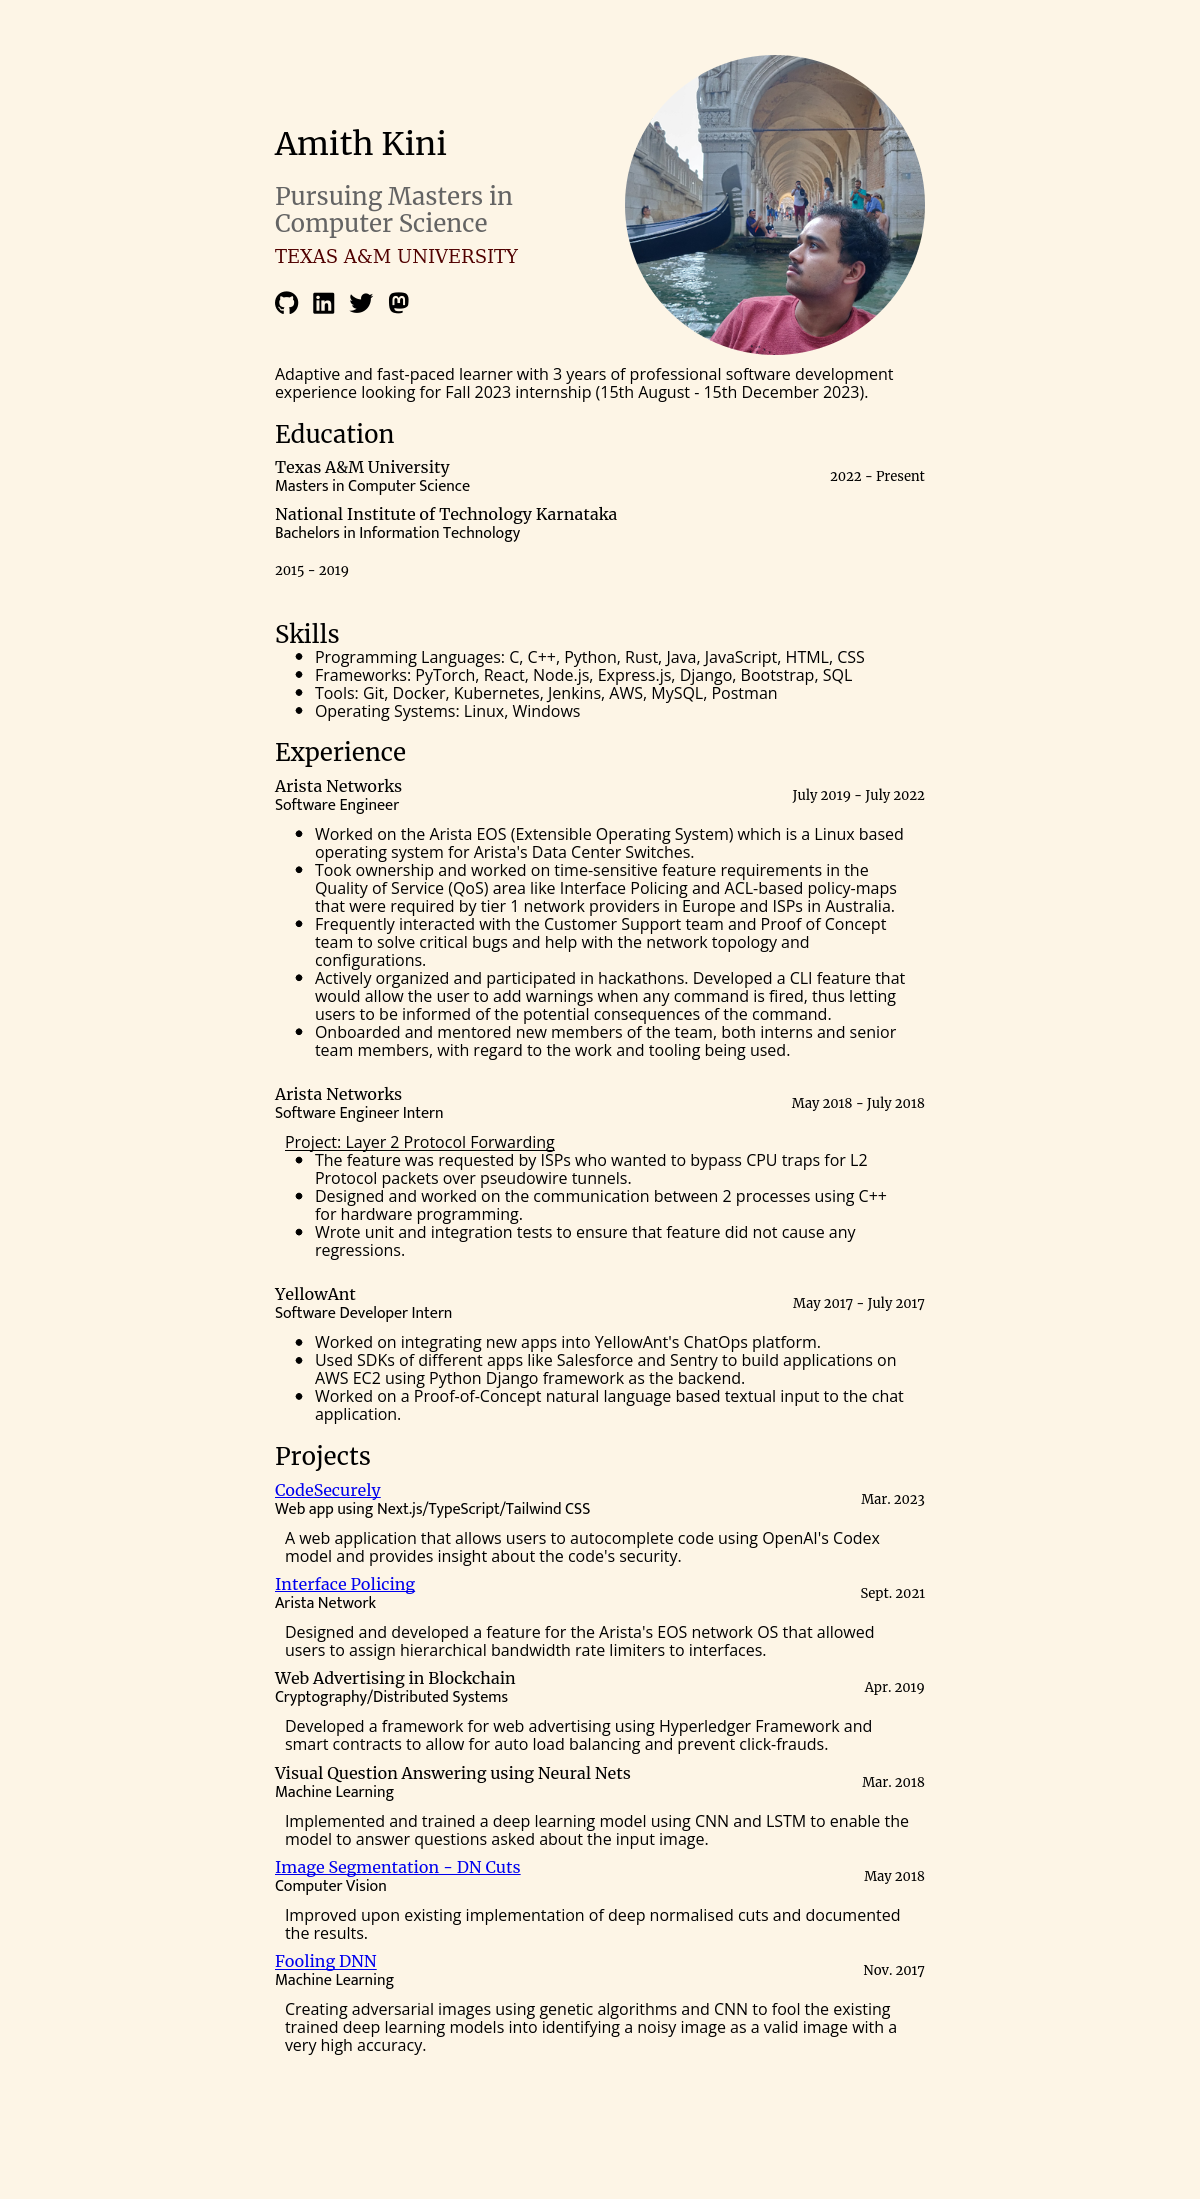 Amith Kini
Pursuing Masters in
Computer Science
TEXAS A&M UNIVERSITY
Adaptive and fast-paced learner with 3 years of professional software development
experience looking for Fall 2023 internship (15th August - 15th December 2023).
Education
Texas A&M University
Masters in Computer Science
2022 - Present
National Institute of Technology Karnataka
Bachelors in Information Technology
2015 - 2019
Skills
Programming Languages: C, C++, Python, Rust, Java, JavaScript, HTML, CSS
Frameworks: PyTorch, React, Node.js, Express.js, Django, Bootstrap, SQL
Tools: Git, Docker, Kubernetes, Jenkins, AWS, MySQL, Postman
Operating Systems: Linux, Windows
Experience
Arista Networks
Software Engineer
July 2019 - July 2022
Worked on the Arista EOS (Extensible Operating System) which is a Linux based
operating system for Arista's Data Center Switches.
Took ownership and worked on time-sensitive feature requirements in the
Quality of Service (QoS) area like Interface Policing and ACL-based policy-maps
that were required by tier 1 network providers in Europe and ISPs in Australia.
Frequently interacted with the Customer Support team and Proof of Concept
team to solve critical bugs and help with the network topology and
configurations.
Actively organized and participated in hackathons. Developed a CLI feature that
would allow the user to add warnings when any command is fired, thus letting
users to be informed of the potential consequences of the command.
Onboarded and mentored new members of the team, both interns and senior
team members, with regard to the work and tooling being used.
Arista Networks
Software Engineer Intern
May 2018 - July 2018
Project: Layer 2 Protocol Forwarding
The feature was requested by ISPs who wanted to bypass CPU traps for L2
Protocol packets over pseudowire tunnels.
Designed and worked on the communication between 2 processes using C++
for hardware programming.
Wrote unit and integration tests to ensure that feature did not cause any
regressions.
YellowAnt
Software Developer Intern
May 2017 - July 2017
Worked on integrating new apps into YellowAnt's ChatOps platform.
Used SDKs of different apps like Salesforce and Sentry to build applications on
AWS EC2 using Python Django framework as the backend.
Worked on a Proof-of-Concept natural language based textual input to the chat
application.
Projects
CodeSecurely
Web app using Next.js/TypeScript/Tailwind CSS
Mar. 2023
A web application that allows users to autocomplete code using OpenAI's Codex
model and provides insight about the code's security.
Interface Policing
Arista Network
Sept. 2021
Designed and developed a feature for the Arista's EOS network OS that allowed
users to assign hierarchical bandwidth rate limiters to interfaces.
Web Advertising in Blockchain
Cryptography/Distributed Systems
Apr. 2019
Developed a framework for web advertising using Hyperledger Framework and
smart contracts to allow for auto load balancing and prevent click-frauds.
Visual Question Answering using Neural Nets
Machine Learning
Mar. 2018
Implemented and trained a deep learning model using CNN and LSTM to enable the
model to answer questions asked about the input image.
Image Segmentation - DN Cuts
Computer Vision
May 2018
Improved upon existing implementation of deep normalised cuts and documented
the results.
Fooling DNN
Machine Learning
Nov. 2017
Creating adversarial images using genetic algorithms and CNN to fool the existing
trained deep learning models into identifying a noisy image as a valid image with a
very high accuracy.